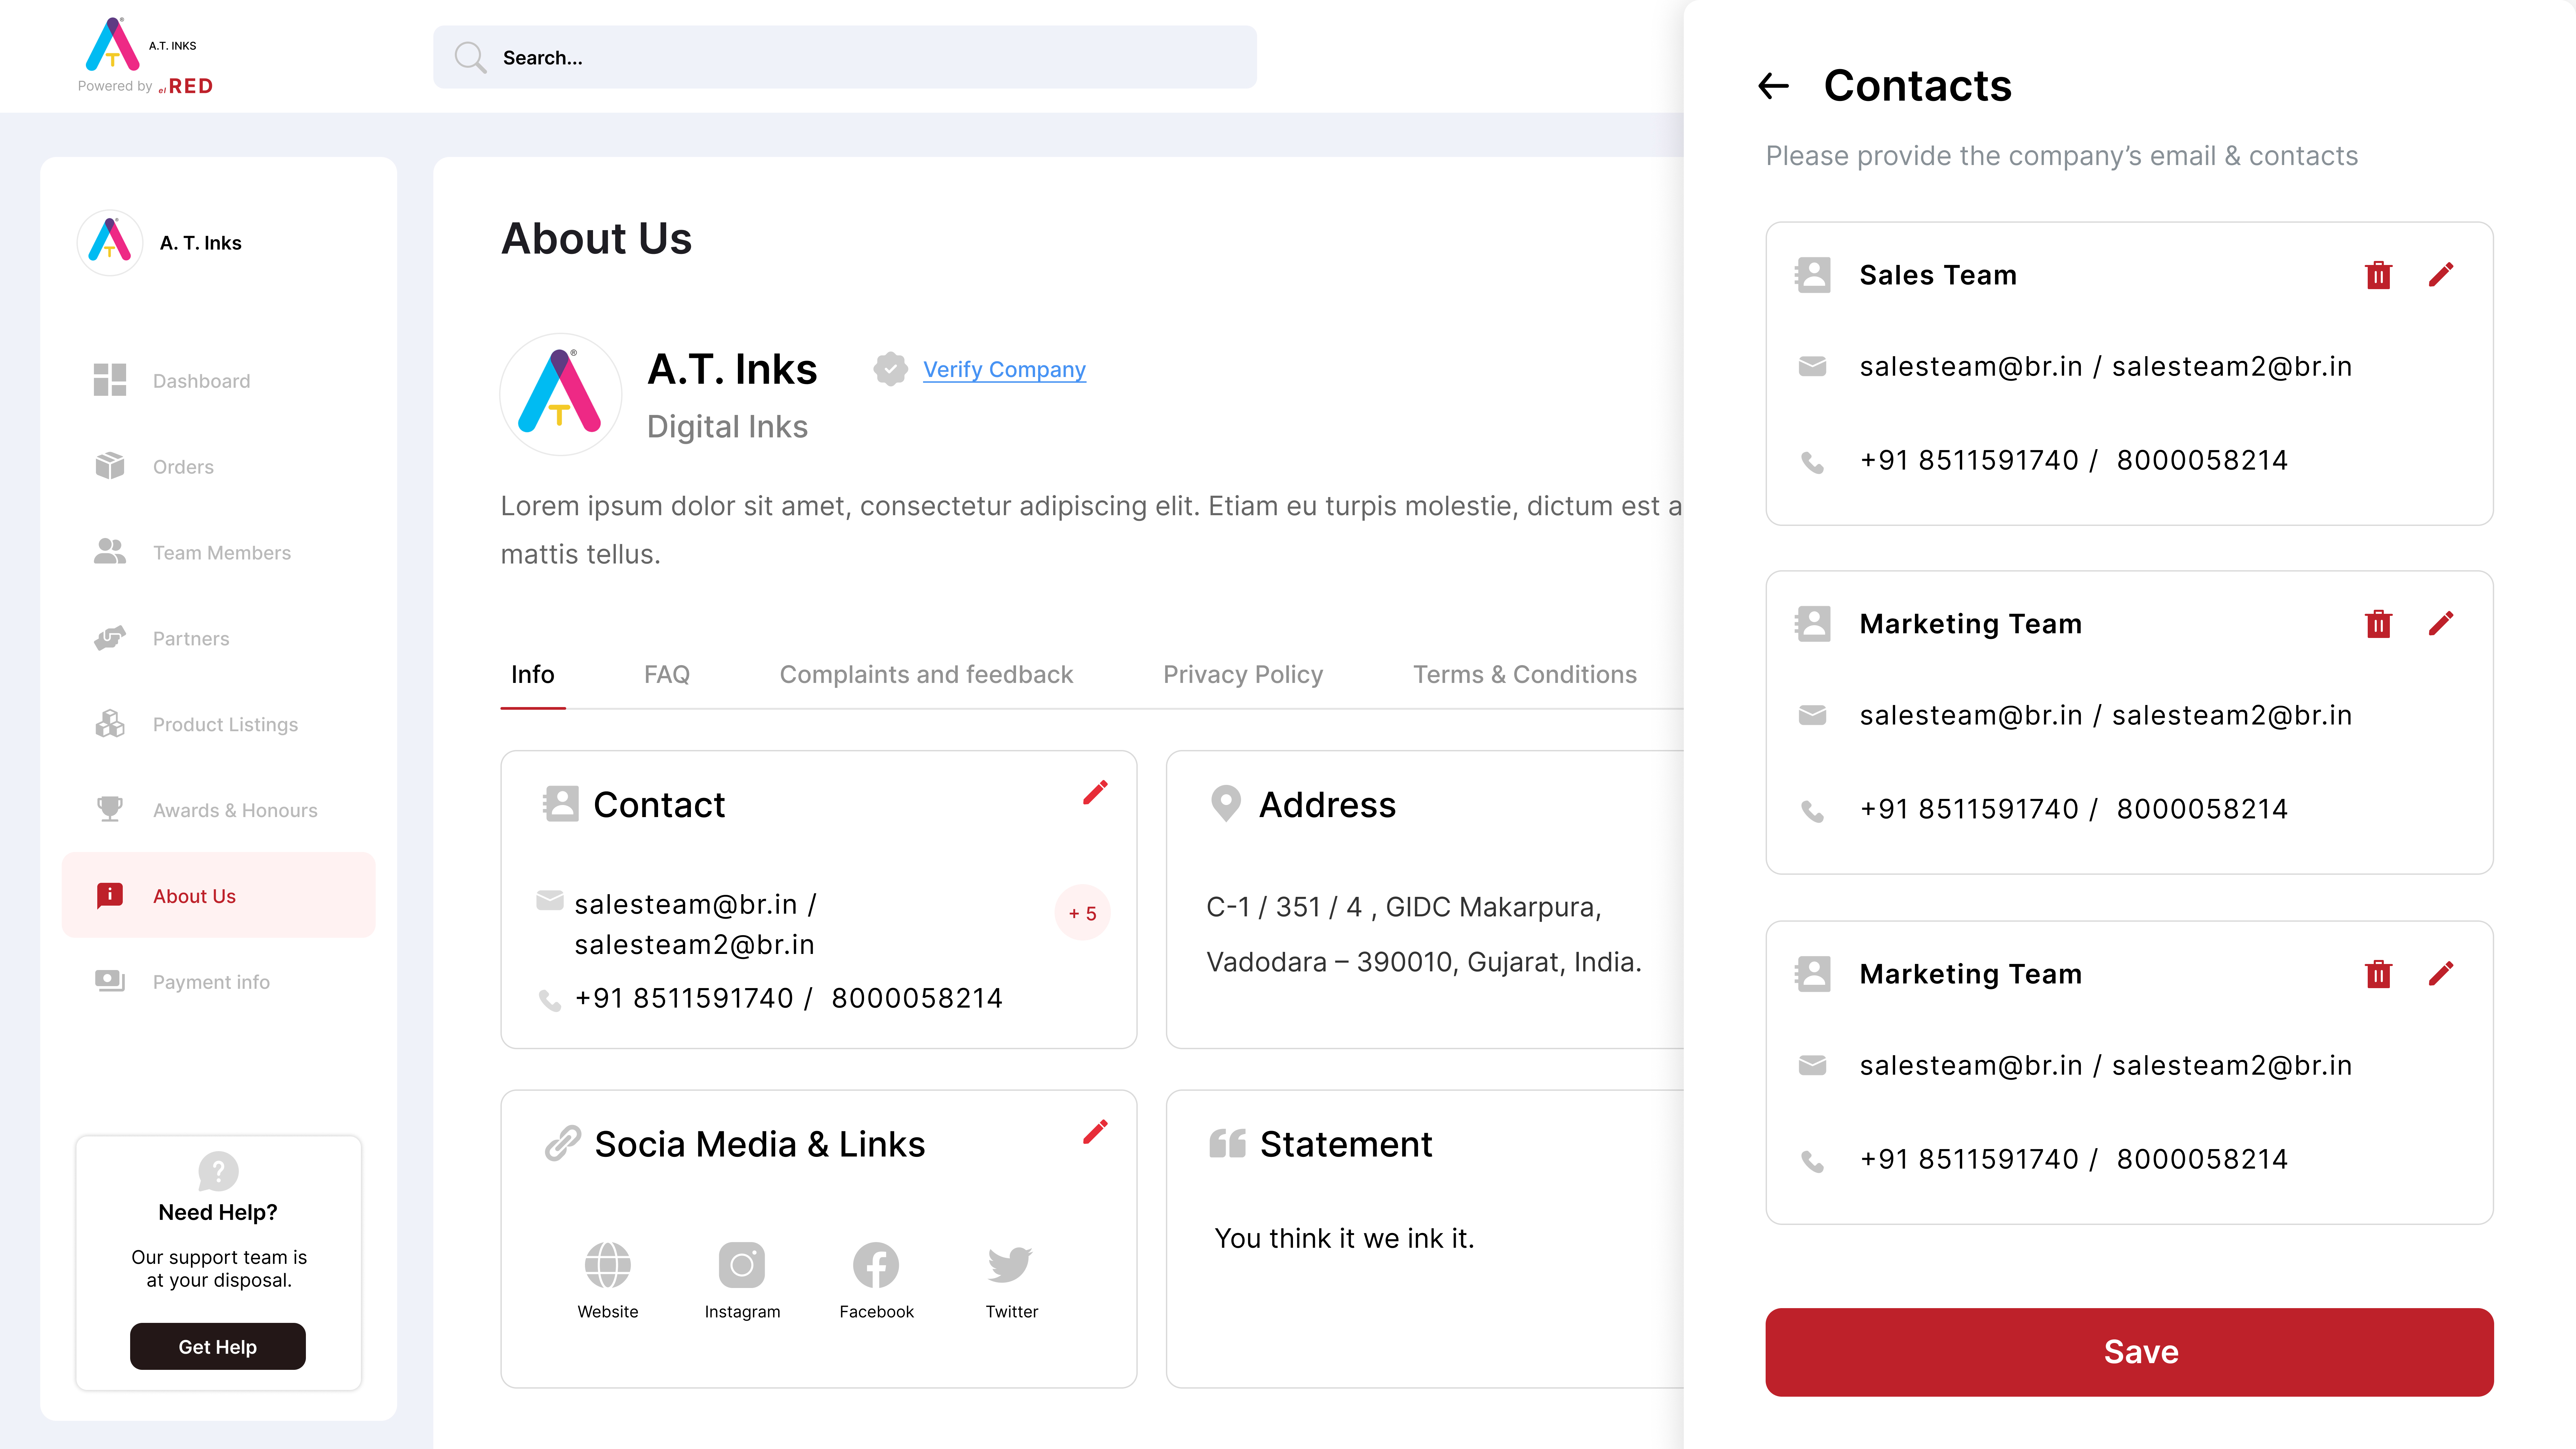 A.T. INKS
Powered by el RED
Search...
A. T. Inks
Dashboard
Orders
Team Members
Partners
Product Listings
Awards & Honours
About Us
Payment info
Need Help?
Our support team is
at your disposal.
Get Help
About Us
A.T. Inks
Verify Company
Digital Inks
Lorem ipsum dolor sit amet, consectetur adipiscing elit. Etiam eu turpis molestie, dictum est a
mattis tellus.
Info FAQ Complaints and feedback Privacy Policy Terms & Conditions
Contact
salesteam@br.in /
salesteam2@br.in
+ 5
+91 8511591740 / 8000058214
Address
C-1 / 351 / 4 , GIDC Makarpura,
Vadodara – 390010, Gujarat, India.
Socia Media & Links
Website Instagram Facebook Twitter
Statement
You think it we ink it.
Contacts
Please provide the company’s email & contacts
Sales Team
salesteam@br.in / salesteam2@br.in
+91 8511591740 / 8000058214
Marketing Team
salesteam@br.in / salesteam2@br.in
+91 8511591740 / 8000058214
Marketing Team
salesteam@br.in / salesteam2@br.in
+91 8511591740 / 8000058214
Save